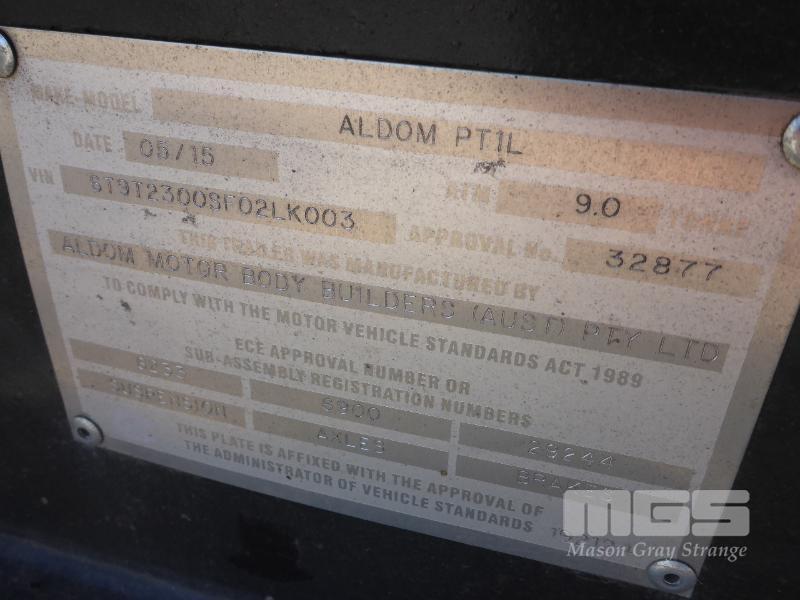 MAKE-MODEL ALDOM PT1L
DATE 05/15 ATM 9.0 TONNE
VIN 6T9T2300SF02LK003 APPROVAL No. 32877
THIS TRAILER WAS MANUFACTURED BY
ALDOM MOTOR BODY BUILDERS (AUST) PTY LTD
TO COMPLY WITH THE MOTOR VEHICLE STANDARDS ACT 1989
ECE APPROVAL NUMBER OR
SUB-ASSEMBLY REGISTRATION NUMBERS
6900 29244
SUSPENSION AXLES BRAKES
THIS PLATE IS AFFIXED WITH THE APPROVAL OF
THE ADMINISTRATOR OF VEHICLE STANDARDS
MGS
Mason Gray Strange